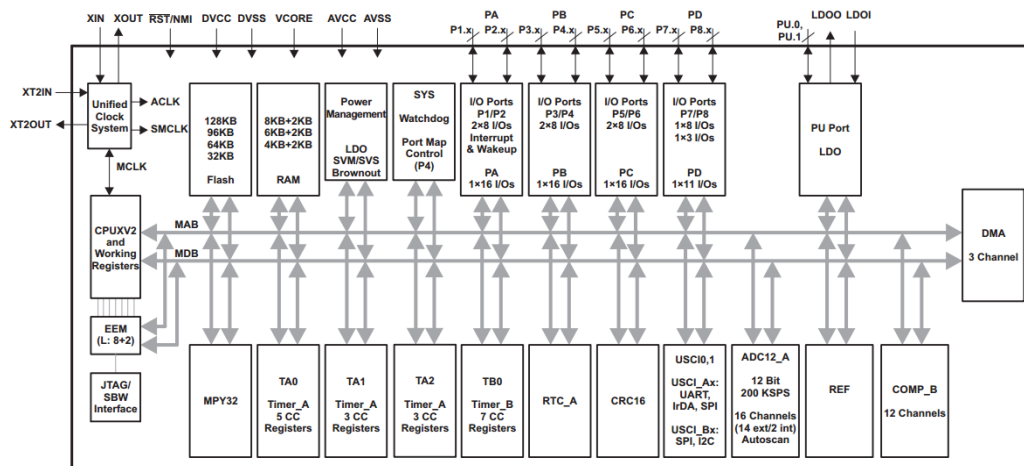 XIN XOUT RST/NMI DVCC DVSS VCORE AVCC AVSS
PA PB PC PD
P1.x P2.x P3.x P4.x P5.x P6.x P7.x P8.x
PU.0,
PU.1
LDOO LDOI
XT2IN
XT2OUT
Unified
Clock
System
ACLK
SMCLK
MCLK
128KB
96KB
64KB
32KB
Flash
8KB+2KB
6KB+2KB
4KB+2KB
RAM
Power
Management
LDO
SVM/SVS
Brownout
SYS
Watchdog
Port Map
Control
(P4)
I/O Ports
P1/P2
2×8 I/Os
Interrupt
& Wakeup
PA
1×16 I/Os
I/O Ports
P3/P4
2×8 I/Os
PB
1×16 I/Os
I/O Ports
P5/P6
2×8 I/Os
PC
1×16 I/Os
I/O Ports
P7/P8
1×8 I/Os
1×3 I/Os
PD
1×11 I/Os
PU Port
LDO
CPUXV2
and
Working
Registers
MAB
MDB
DMA
3 Channel
EEM
(L: 8+2)
JTAG/
SBW
Interface
MPY32
TA0
Timer_A
5 CC
Registers
TA1
Timer_A
3 CC
Registers
TA2
Timer_A
3 CC
Registers
TB0
Timer_B
7 CC
Registers
RTC_A
CRC16
USCI0,1
USCI_Ax:
UART,
IrDA, SPI
USCI_Bx:
SPI, I2C
ADC12_A
12 Bit
200 KSPS
16 Channels
(14 ext/2 int)
Autoscan
REF
COMP_B
12 Channels